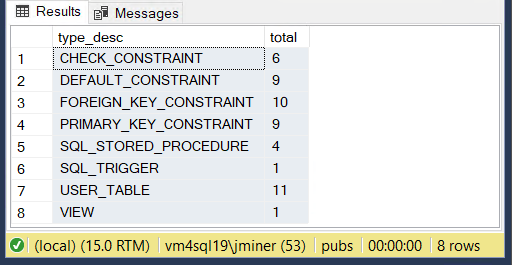 Results Messages
type_desc total
1 CHECK_CONSTRAINT 6
2 DEFAULT_CONSTRAINT 9
3 FOREIGN_KEY_CONSTRAINT 10
4 PRIMARY_KEY_CONSTRAINT 9
5 SQL_STORED_PROCEDURE 4
6 SQL_TRIGGER 1
7 USER_TABLE 11
8 VIEW 1
(local) (15.0 RTM) vm4sql19\jminer (53) pubs 00:00:00 8 rows